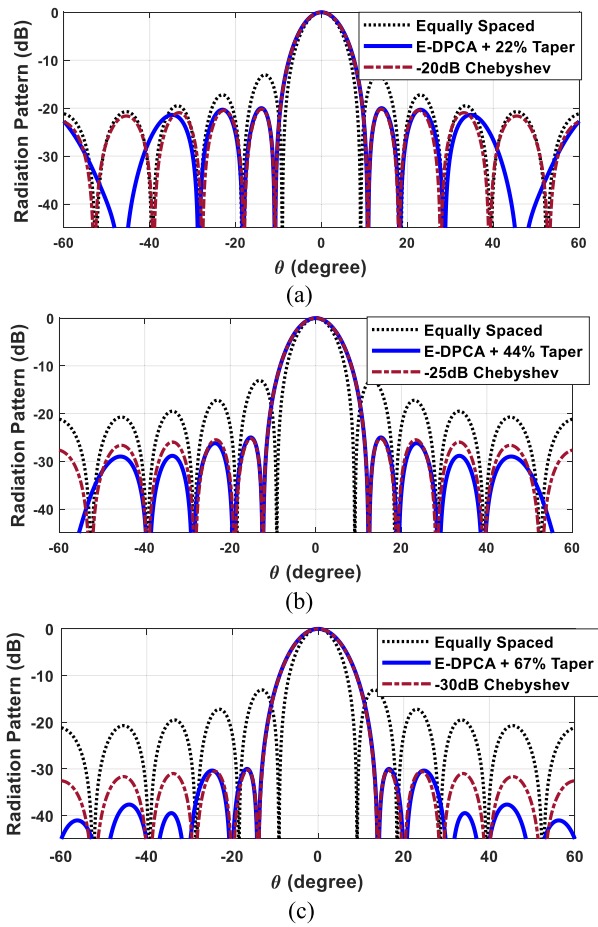 0
-10
-20
-30
-40
Radiation Pattern (dB)
Equally Spaced
E-DPCA + 22% Taper
-20dB Chebyshev
-60 -40 -20 0 20 40 60
θ (degree)
(a)
0
-10
-20
-30
-40
Radiation Pattern (dB)
Equally Spaced
E-DPCA + 44% Taper
-25dB Chebyshev
-60 -40 -20 0 20 40 60
θ (degree)
(b)
0
-10
-20
-30
-40
Radiation Pattern (dB)
Equally Spaced
E-DPCA + 67% Taper
-30dB Chebyshev
-60 -40 -20 0 20 40 60
θ (degree)
(c)